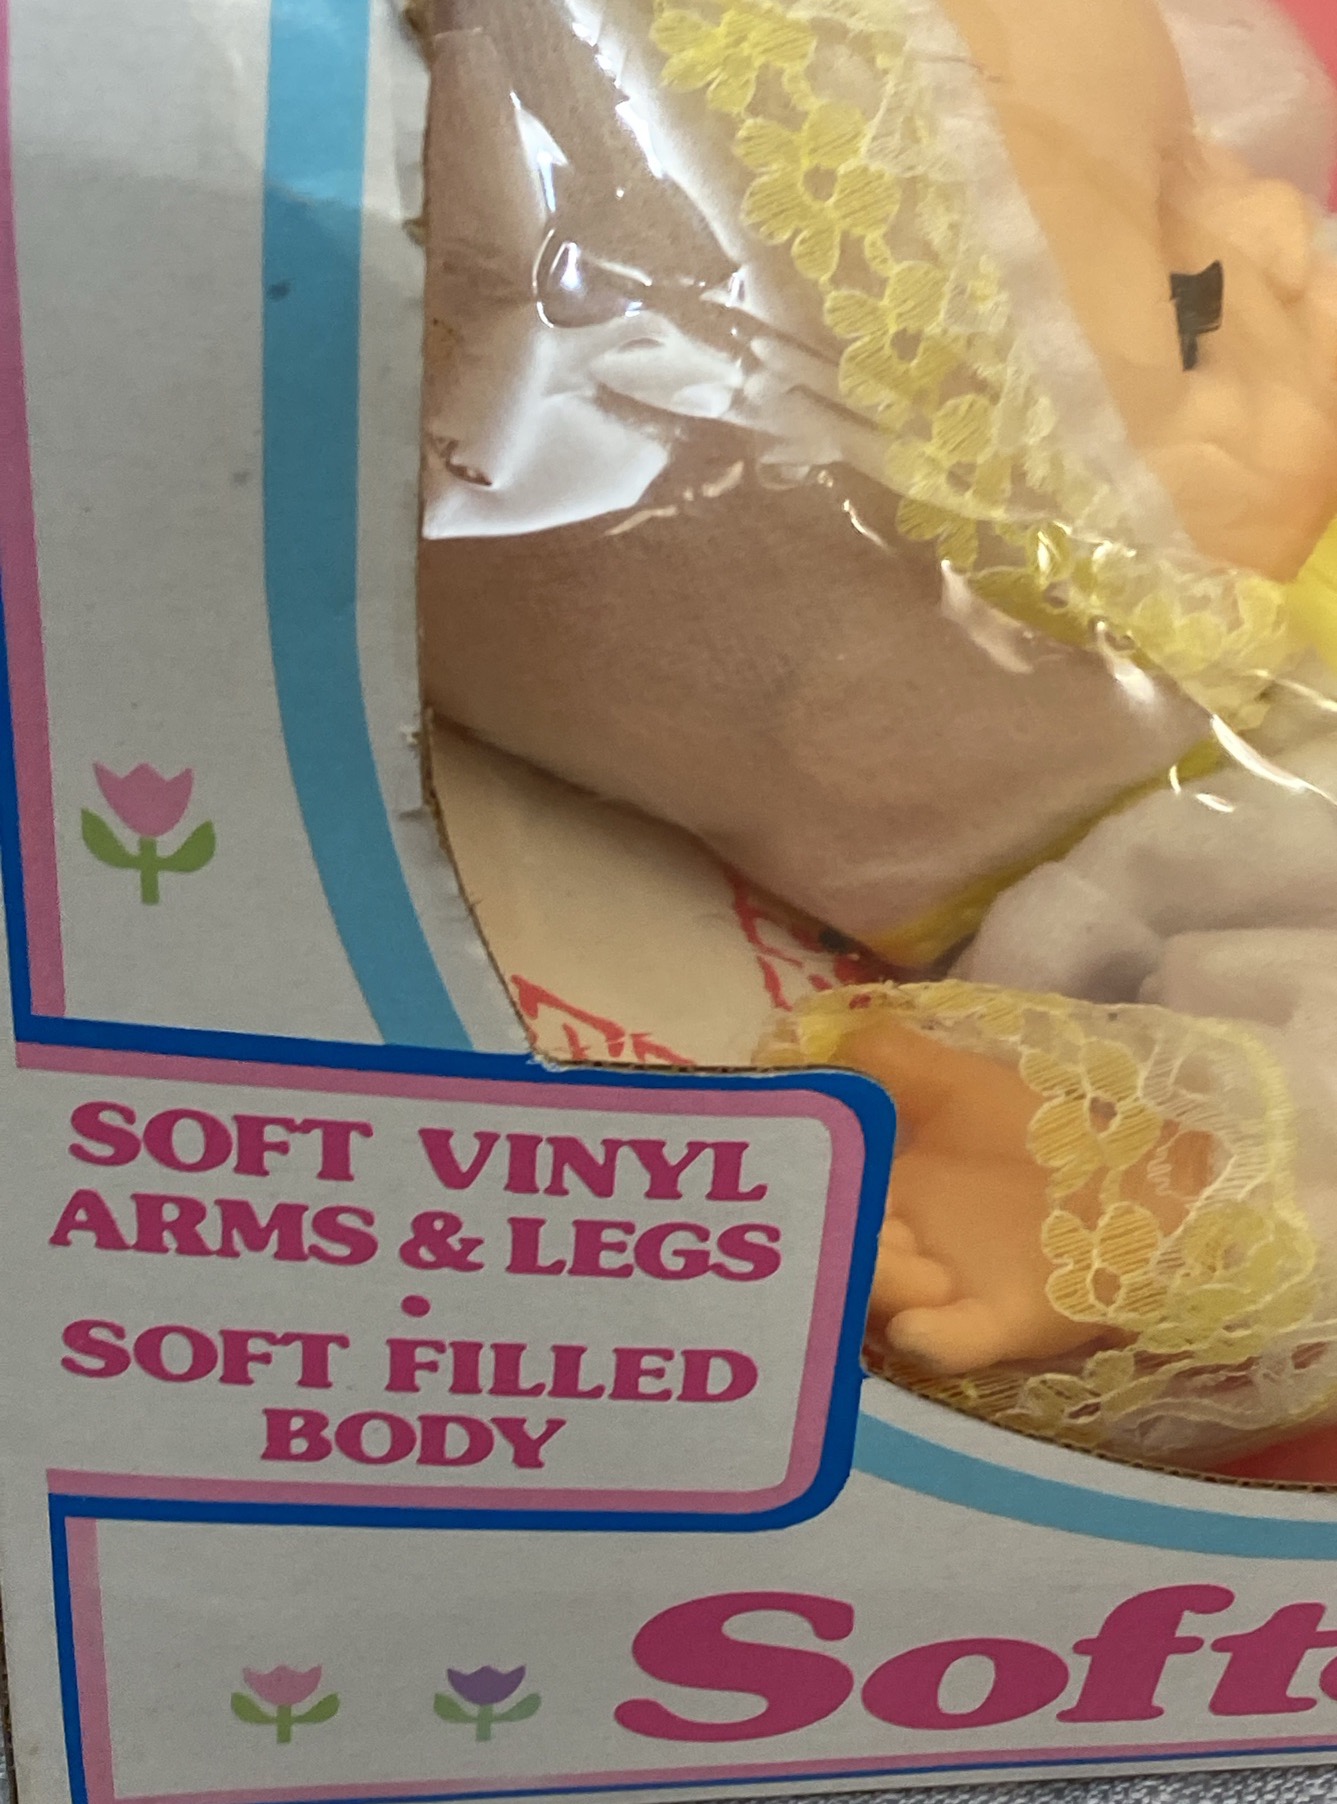 SOFT VINYL
ARMS & LEGS
•
SOFT FILLED
BODY
Soft